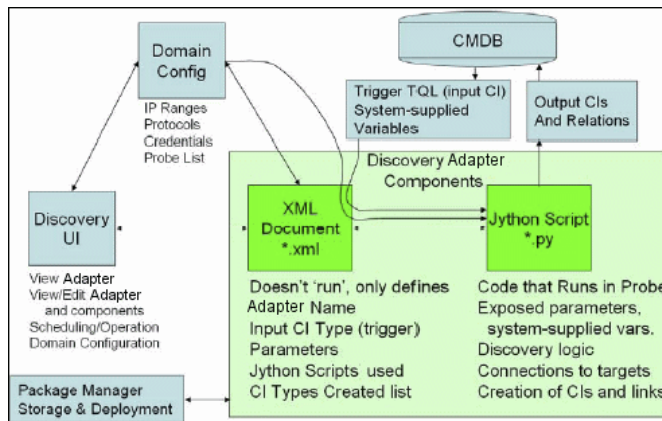 Domain
Config
IP Ranges
Protocols
Credentials
Probe List
CMDB
Trigger TQL (input CI)
System-supplied
Variables
Output CIs
And Relations
Discovery Adapter
Components
Discovery
UI
View Adapter
View/Edit Adapter
and components
Scheduling/Operation
Domain Configuration
XML
Document
*.xml
Doesn't 'run', only defines
Adapter Name
Input CI Type (trigger)
Parameters
Jython Scripts used
CI Types Created list
Jython Script
*.py
Code that Runs in Probe
Exposed parameters,
system-supplied vars.
Discovery logic
Connections to targets
Creation of CIs and links
Package Manager
Storage & Deployment